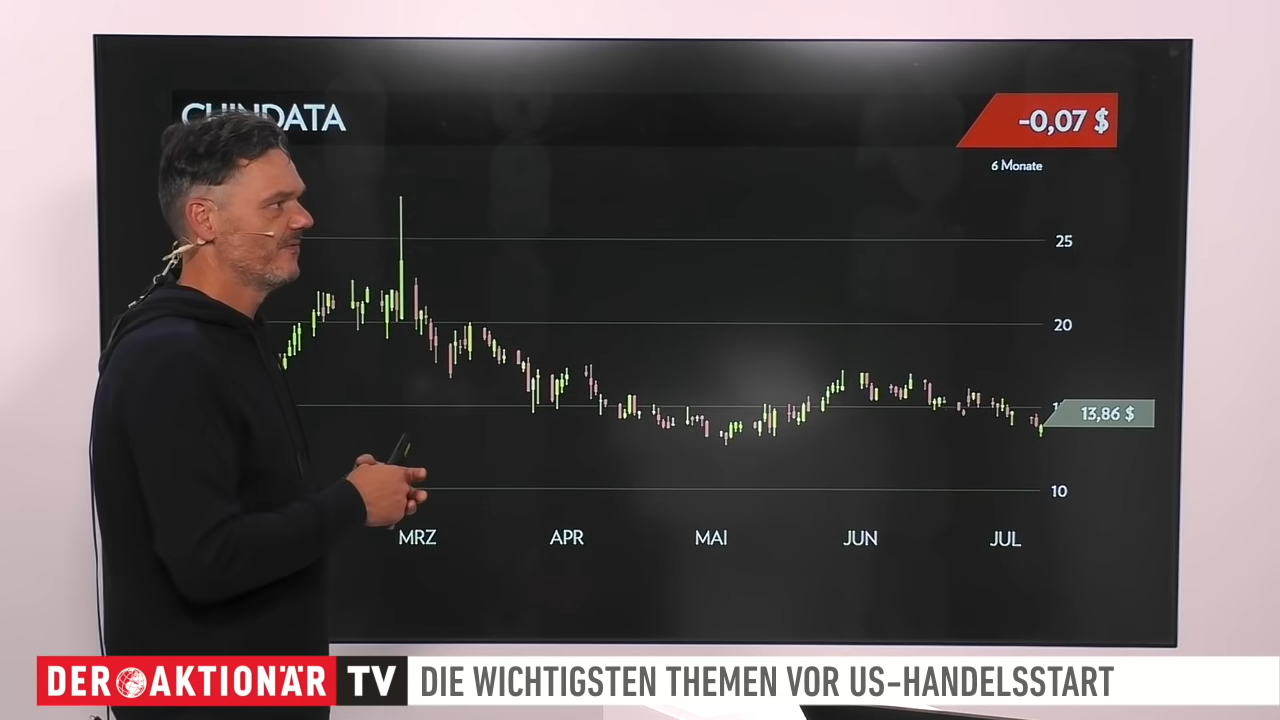 CHINDATA
-0,07 $
6 Monate
25
20
13,86 $
10
MRZ
APR
MAI
JUN
JUL
DER AKTIONÄR TV
DIE WICHTIGSTEN THEMEN VOR US-HANDELSSTART